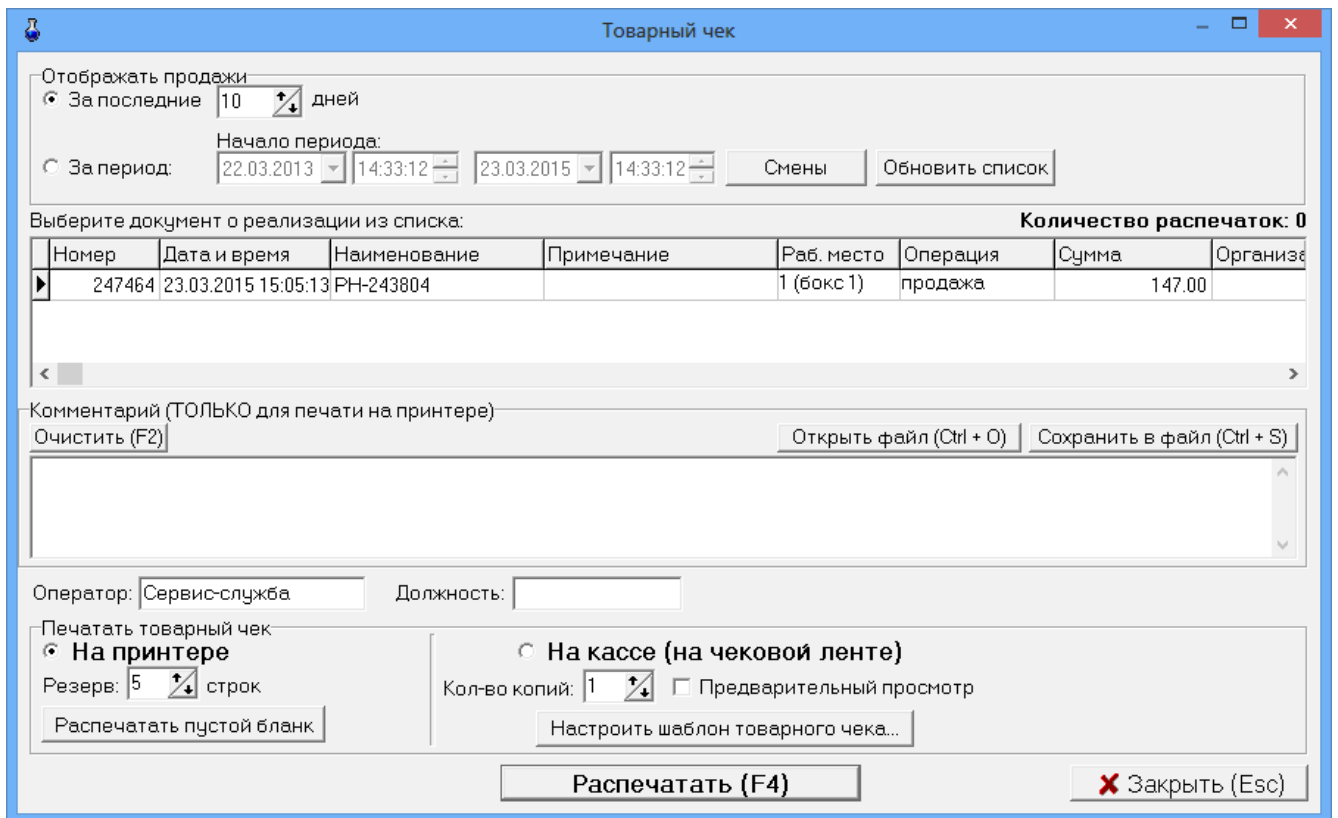 Товарный чек
Отображать продажи
За последние 10 дней
Начало периода:
За период: 22.03.2013 14:33:12 23.03.2015 14:33:12 Смены Обновить список
Выберите документ о реализации из списка: Количество распечаток: 0
Номер Дата и время Наименование Примечание Раб. место Операция Сумма Организа
247464 23.03.2015 15:05:13 РН-243804 1 (бокс 1) продажа 147.00
Комментарий (ТОЛЬКО для печати на принтере)
Очистить (F2) Открыть файл (Ctrl + O) Сохранить в файл (Ctrl + S)
Оператор: Сервис-служба Должность:
Печатать товарный чек
На принтере На кассе (на чековой ленте)
Резерв: 5 строк Кол-во копий: 1 Предварительный просмотр
Распечатать пустой бланк Настроить шаблон товарного чека...
Распечатать (F4) Закрыть (Esc)